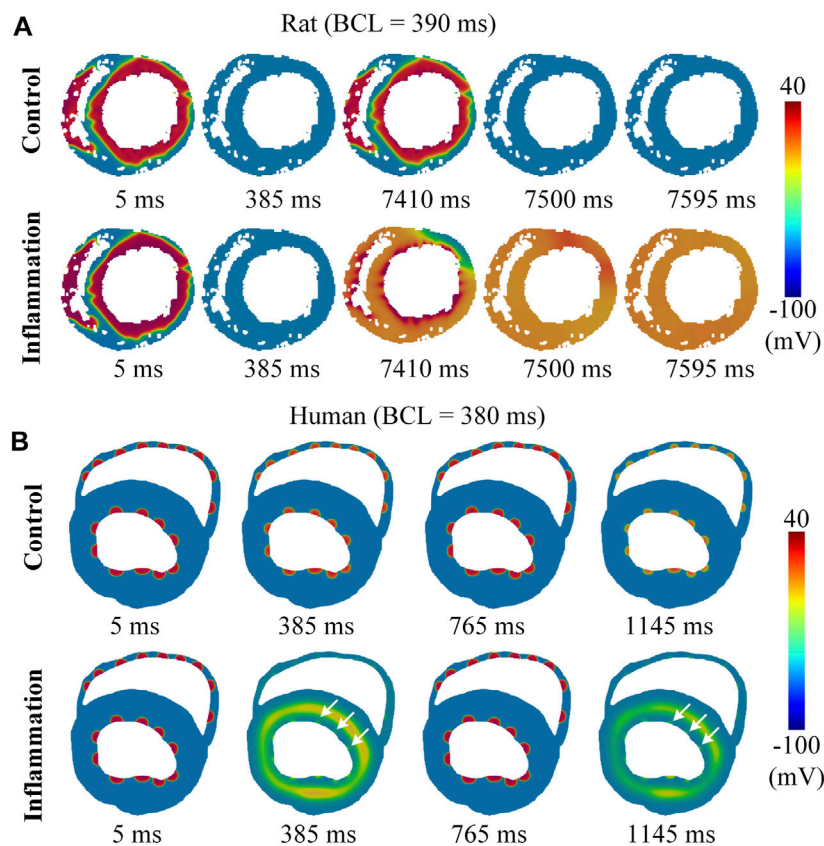 A
Rat (BCL = 390 ms)
Control
5 ms 385 ms 7410 ms 7500 ms 7595 ms
Inflammation
5 ms 385 ms 7410 ms 7500 ms 7595 ms
40
-100
(mV)
B
Human (BCL = 380 ms)
Control
5 ms 385 ms 765 ms 1145 ms
Inflammation
5 ms 385 ms 765 ms 1145 ms
40
-100
(mV)